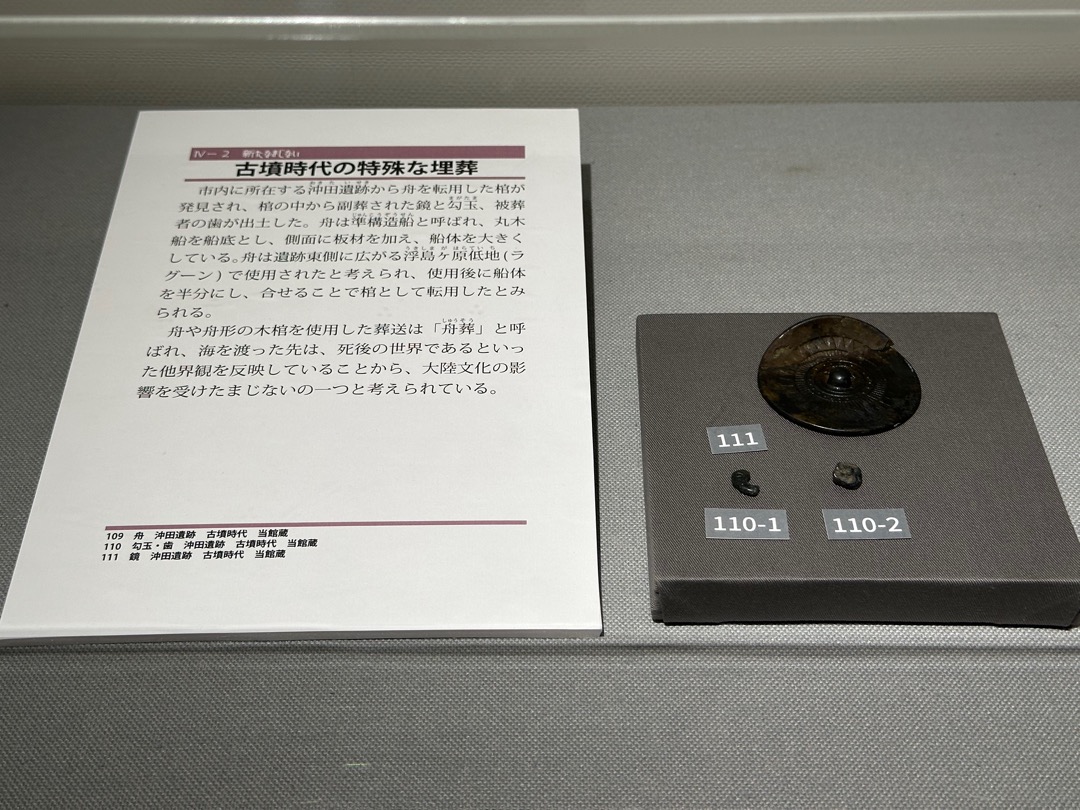 Ⅳ－２　新たなまじない
古墳時代の特殊な埋葬
市内に所在する沖田遺跡から舟を転用した棺が
発見され、棺の中から副葬された鏡と勾玉、被葬
者の歯が出土した。舟は準構造船と呼ばれ、丸木
船を船底とし、側面に板材を加え、船体を大きく
している。舟は遺跡東側に広がる浮島ヶ原低地(ラ
グーン)で使用されたと考えられ、使用後に船体
を半分にし、合せることで棺として転用したとみ
られる。
舟や舟形の木棺を使用した葬送は「舟葬」と呼
ばれ、海を渡った先は、死後の世界であるといっ
た他界観を反映していることから、大陸文化の影
響を受けたまじないの一つと考えられている。
109　舟　沖田遺跡　古墳時代　当館蔵
110　勾玉・歯　沖田遺跡　古墳時代　当館蔵
111　鏡　沖田遺跡　古墳時代　当館蔵
111
110-1
110-2